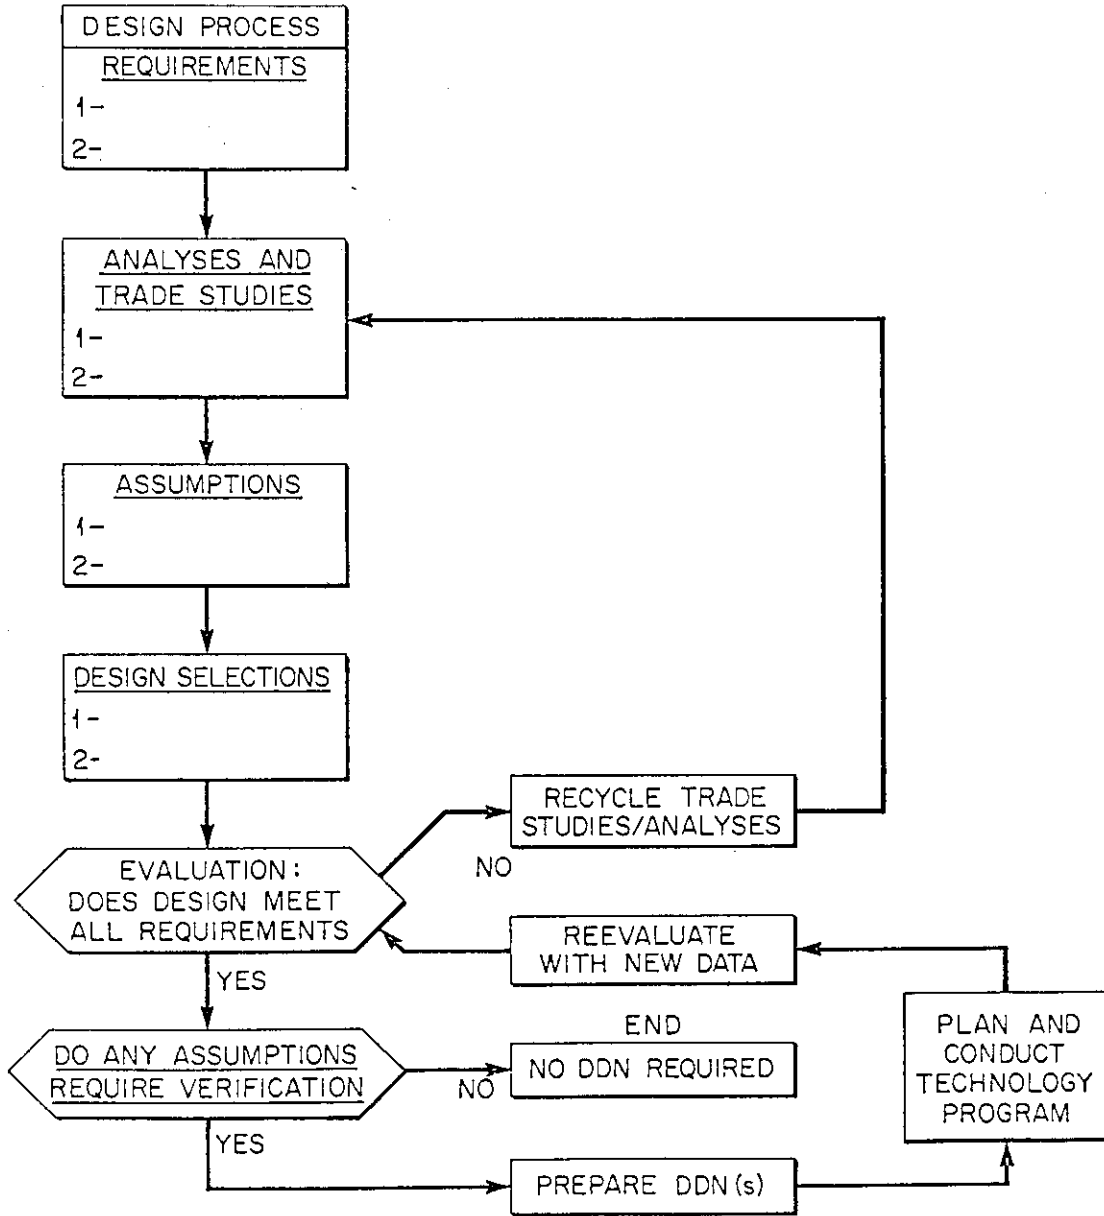 DESIGN PROCESS
REQUIREMENTS
1-
2-
ANALYSES AND
TRADE STUDIES
1-
2-
ASSUMPTIONS
1-
2-
DESIGN SELECTIONS
1-
2-
RECYCLE TRADE
STUDIES/ANALYSES
NO
EVALUATION:
DOES DESIGN MEET
ALL REQUIREMENTS
REEVALUATE
WITH NEW DATA
YES
END
NO DDN REQUIRED
DO ANY ASSUMPTIONS
REQUIRE VERIFICATION
NO
PLAN AND
CONDUCT
TECHNOLOGY
PROGRAM
YES
PREPARE DDN(s)